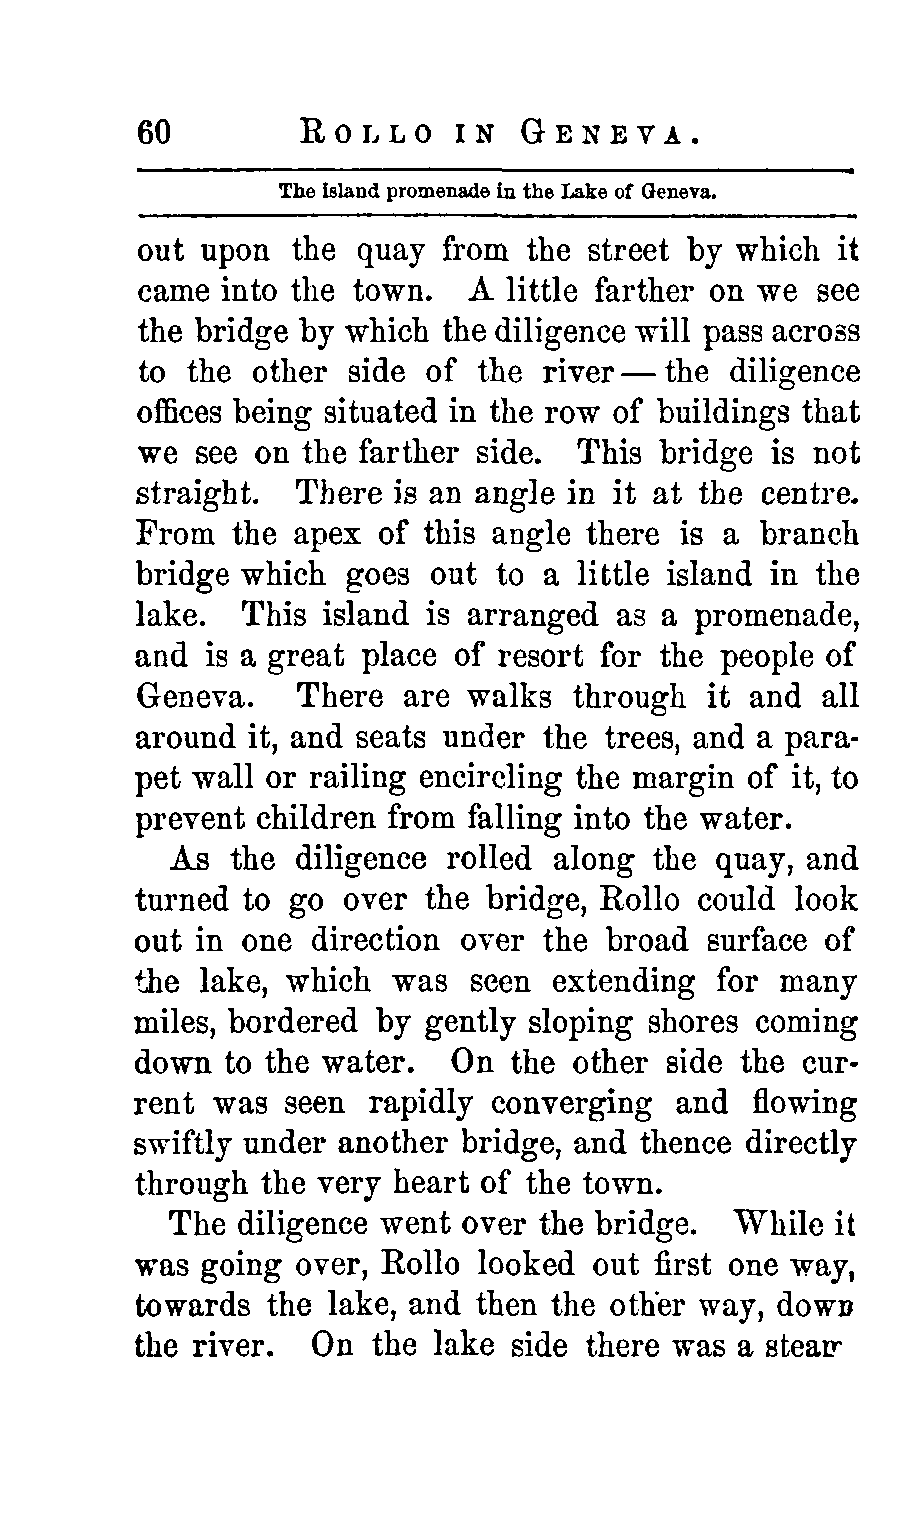 60 ROLLO IN GENEVA.
The island promenade in the Lake of Geneva.
out upon the quay from the street by which it
came into the town. A little farther on we see
the bridge by which the diligence will pass across
to the other side of the river — the diligence
offices being situated in the row of buildings that
we see on the farther side. This bridge is not
straight. There is an angle in it at the centre.
From the apex of this angle there is a branch
bridge which goes out to a little island in the
lake. This island is arranged as a promenade,
and is a great place of resort for the people of
Geneva. There are walks through it and all
around it, and seats under the trees, and a para-
pet wall or railing encircling the margin of it, to
prevent children from falling into the water.
As the diligence rolled along the quay, and
turned to go over the bridge, Rollo could look
out in one direction over the broad surface of
the lake, which was seen extending for many
miles, bordered by gently sloping shores coming
down to the water. On the other side the cur-
rent was seen rapidly converging and flowing
swiftly under another bridge, and thence directly
through the very heart of the town.
The diligence went over the bridge. While it
was going over, Rollo looked out first one way,
towards the lake, and then the other way, down
the river. On the lake side there was a steam